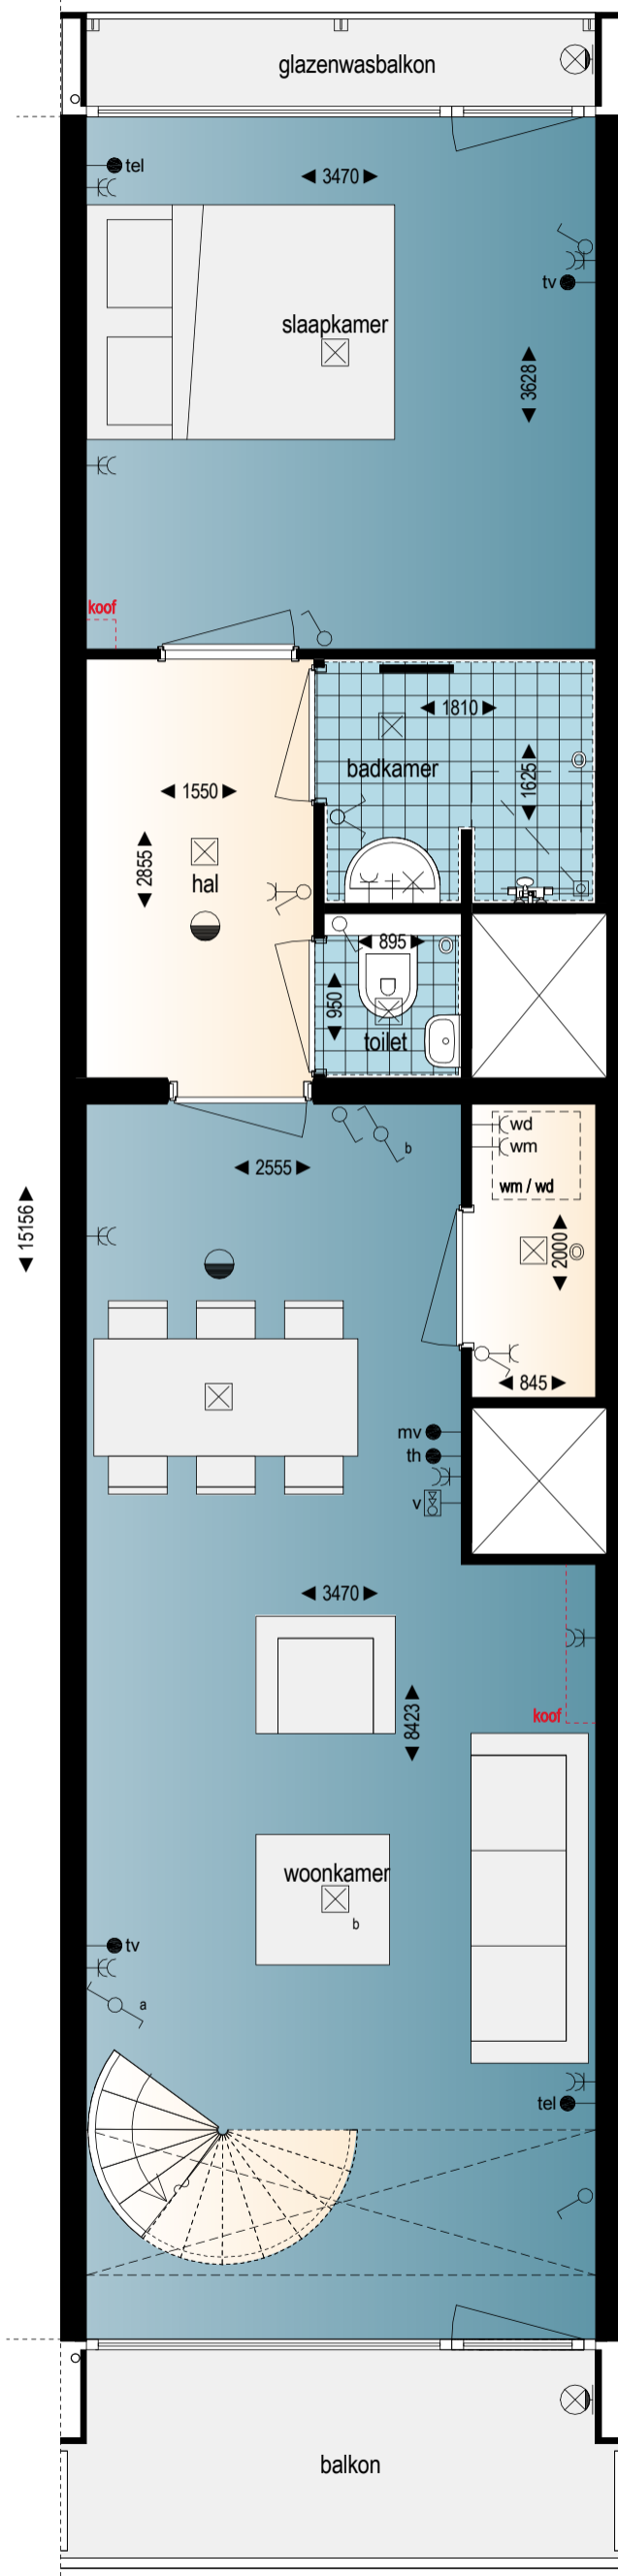 glazenwasbalkon
tel
3470
tv
slaapkamer
3628
koof
1810
badkamer
1625
1550
2855
hal
895
950
toilet
wd
wm
b
wm / wd
2555
15156
2000
845
mv
th
v
3470
koof
8423
woonkamer
b
tv
a
tel
balkon